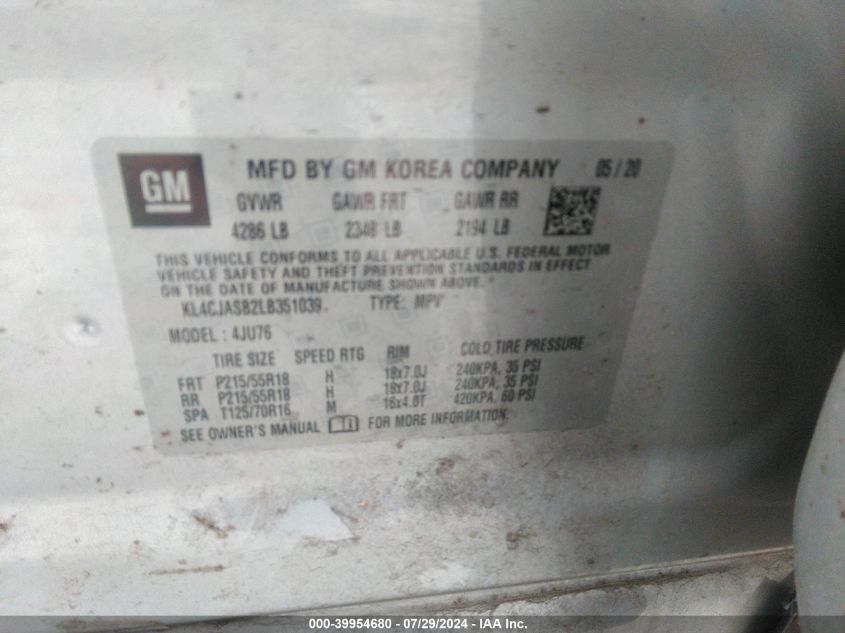 GM
MFD BY GM KOREA COMPANY 05/20
GVWR GAWR FRT GAWR RR
4286 LB 2348 LB 2194 LB
THIS VEHICLE CONFORMS TO ALL APPLICABLE U.S. FEDERAL MOTOR
VEHICLE SAFETY AND THEFT PREVENTION STANDARDS IN EFFECT
ON THE DATE OF MANUFACTURE SHOWN ABOVE.
KL4CJASB2LB351039 TYPE: MPV
MODEL: 4JU76
TIRE SIZE SPEED RTG RIM COLD TIRE PRESSURE
FRT P215/55R18 H 18x7.0J 240KPA, 35 PSI
RR P215/55R18 H 18x7.0J 240KPA, 35 PSI
SPA T125/70R16 M 16x4.0T 420KPA, 60 PSI
SEE OWNER'S MANUAL FOR MORE INFORMATION.
000-39954680 / 07/29/2024 / IAA Inc.